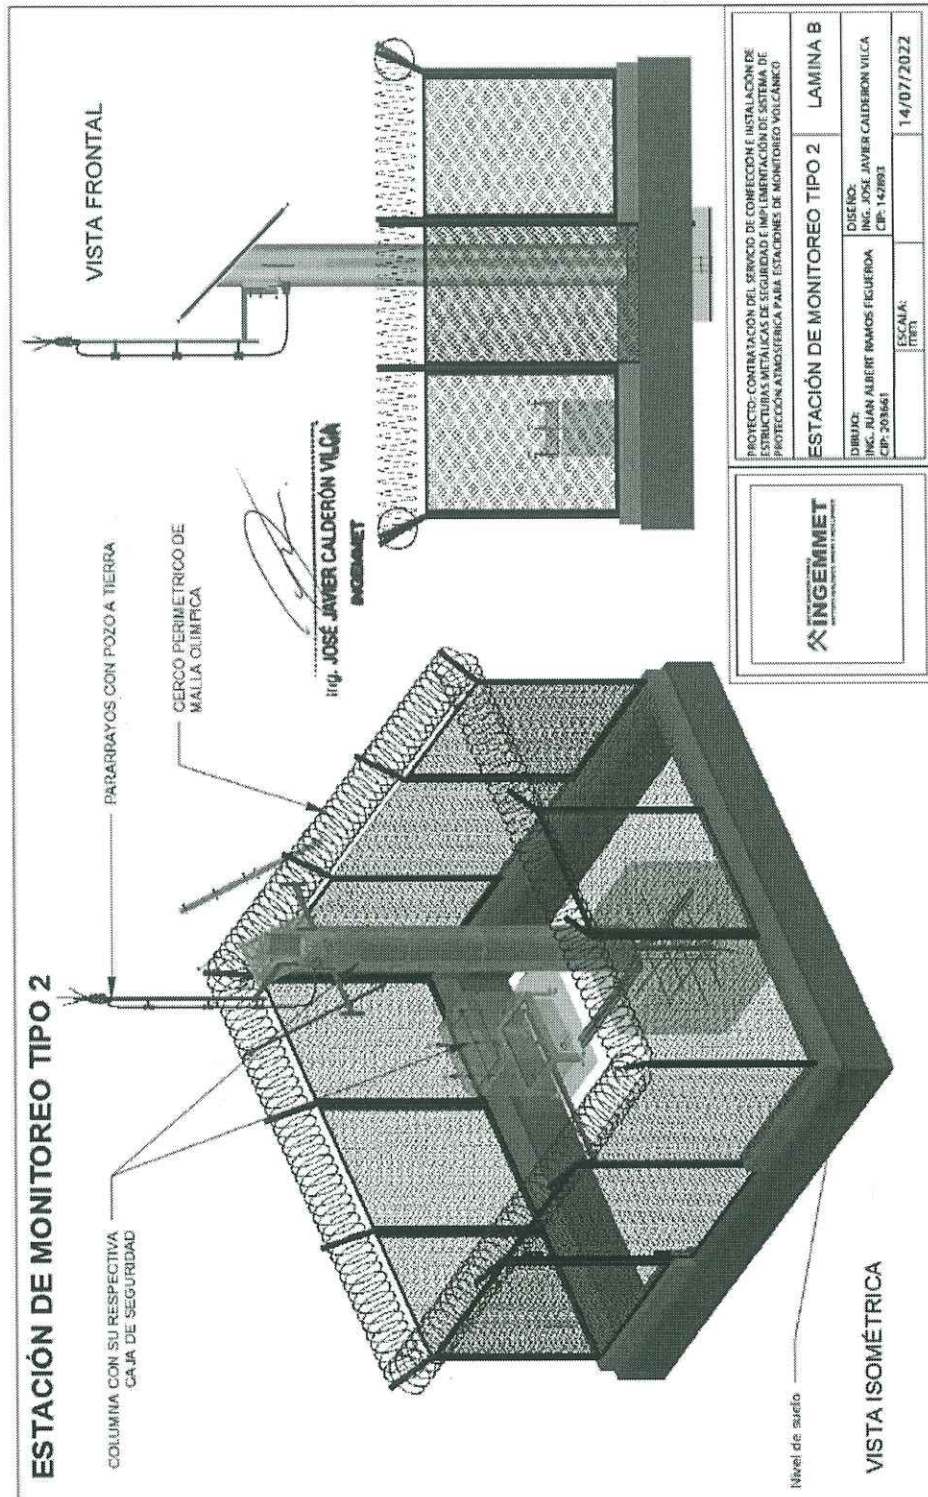 ESTACIÓN DE MONITOREO TIPO 2
COLUMNA CON SU RESPECTIVA
CAJA DE SEGURIDAD
PARARRAYOS CON POZO A TIERRA
CERCO PERIMETRICO DE
MALLA OLIMPICA
VISTA FRONTAL
Ing. JOSÉ JAVIER CALDERÓN VILCA
INGEMMET
Nivel de suelo
VISTA ISOMÉTRICA
INGEMMET
PROYECTO: CONTRATACIÓN DEL SERVICIO DE CONFECCIÓN E INSTALACIÓN DE
ESTRUCTURAS METÁLICAS DE SEGURIDAD E IMPLEMENTACIÓN DE SISTEMA DE
PROTECCIÓN ATMOSFERICA PARA ESTACIONES DE MONITOREO VOLCÁNICO
ESTACIÓN DE MONITOREO TIPO 2
LAMINA B
DIBUJO:
ING. JUAN ALBERT RAMOS FIGUEROA
CIP: 203661
DISEÑO:
ING. JOSE JAVIER CALDERON VILCA
CIP: 142893
ESCALA:
mm
14/07/2022